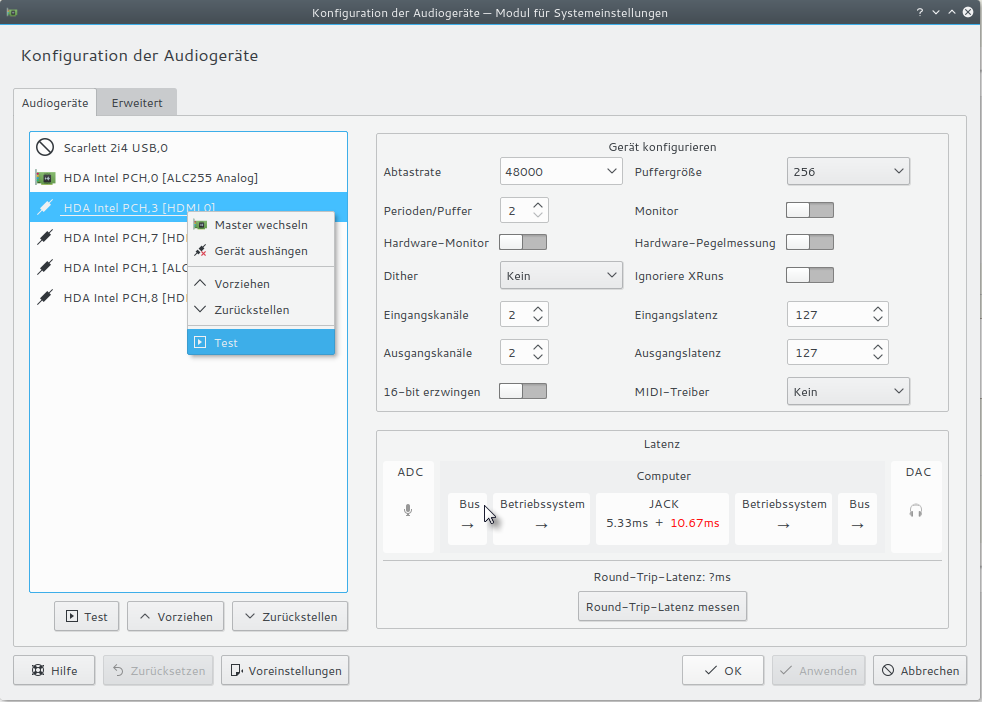 Konfiguration der Audiogeräte — Modul für Systemeinstellungen
Konfiguration der Audiogeräte
Audiogeräte
Erweitert
Scarlett 2i4 USB,0
HDA Intel PCH,0 [ALC255 Analog]
HDA Intel PCH,3 [HDMI 0]
HDA Intel PCH,7 [HD
HDA Intel PCH,1 [ALC
HDA Intel PCH,8 [HD
Master wechseln
Gerät aushängen
Vorziehen
Zurückstellen
Test
Test
Vorziehen
Zurückstellen
Gerät konfigurieren
Abtastrate 48000 Puffergröße 256
Perioden/Puffer 2 Monitor
Hardware-Monitor Hardware-Pegelmessung
Dither Kein Ignoriere XRuns
Eingangskanäle 2 Eingangslatenz 127
Ausgangskanäle 2 Ausgangslatenz 127
16-bit erzwingen MIDI-Treiber Kein
Latenz
ADC
Computer
DAC
Bus Betriebssystem JACK Betriebssystem Bus
→ → 5.33ms + 10.67ms → →
Round-Trip-Latenz: ?ms
Round-Trip-Latenz messen
Hilfe
Zurücksetzen
Voreinstellungen
OK
Anwenden
Abbrechen